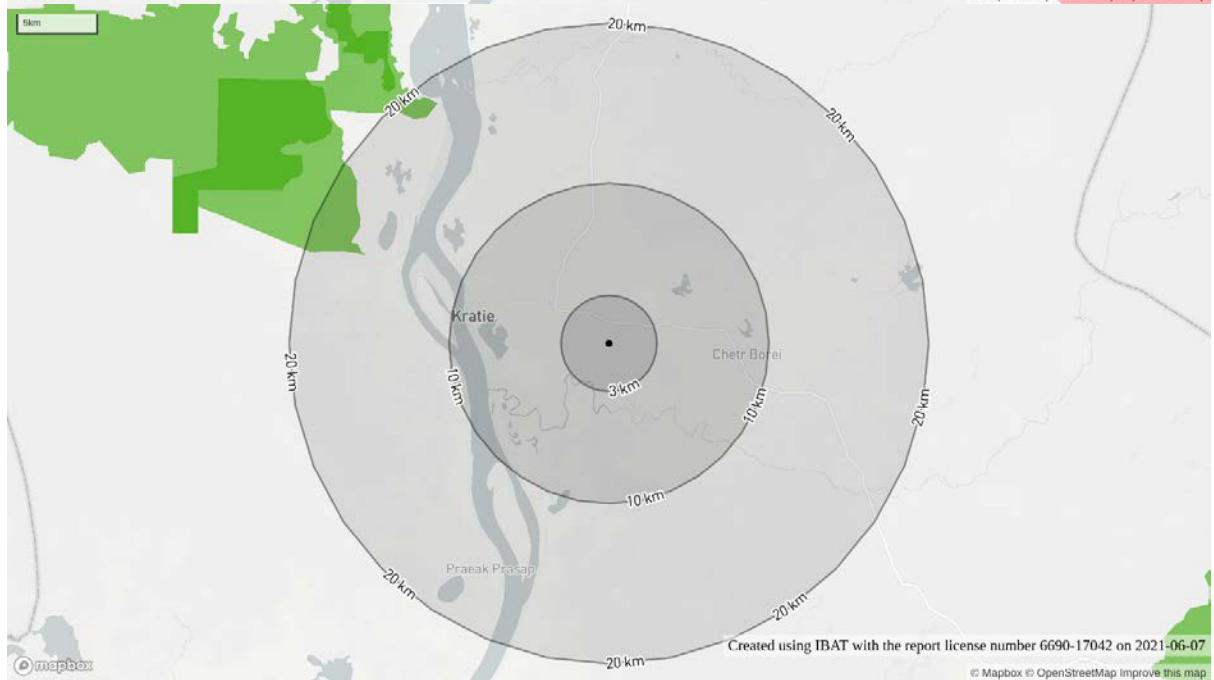 5km
20 km
20 km
20 km
Kratie
Chetr Borei
20 km
10 km
3 km
10 km
20 km
10 km
Praeak Prasap
20 km
20 km
20 km
Created using IBAT with the report license number 6690-17042 on 2021-06-07
mapbox
© Mapbox © OpenStreetMap Improve this map